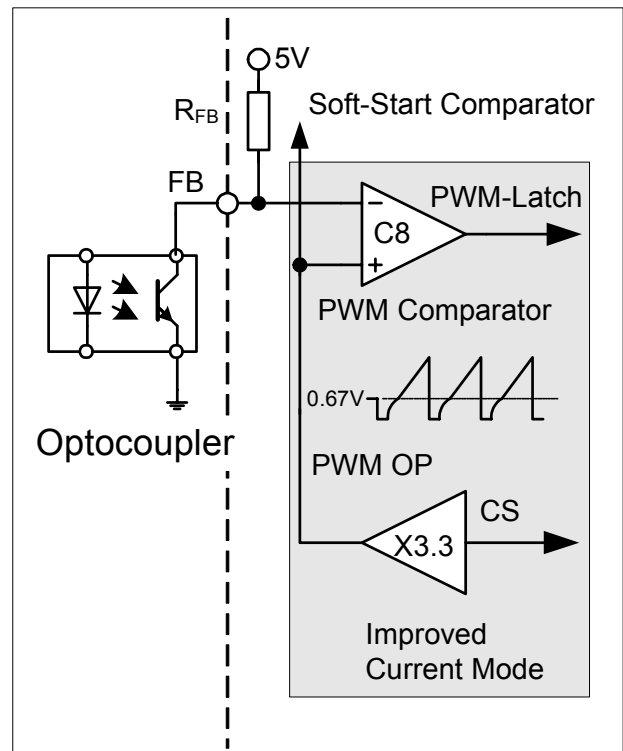 5V
R_FB
Soft-Start Comparator
FB
PWM-Latch
−
C8
+
PWM Comparator
0.67V
Optocoupler
PWM OP
CS
X3.3
Improved
Current Mode